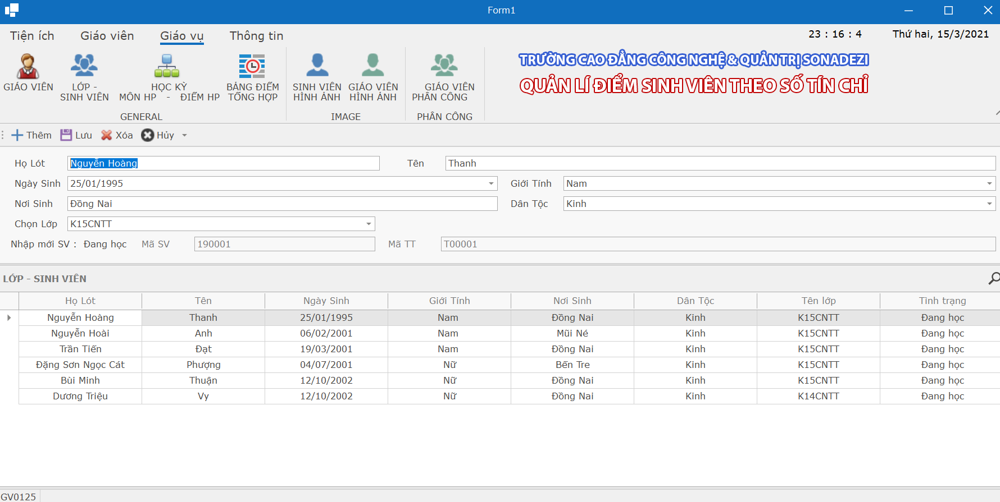 Form1
Tiện ích Giáo viên Giáo vụ Thông tin 23 : 16 : 4 Thứ hai, 15/3/2021
TRƯỜNG CAO ĐẲNG CÔNG NGHỆ & QUẢN TRỊ SONADEZI
QUẢN LÍ ĐIỂM SINH VIÊN THEO SỐ TÍN CHỈ
GIÁO VIÊN LỚP - HỌC KỲ BẢNG ĐIỂM SINH VIÊN GIÁO VIÊN GIÁO VIÊN
SINH VIÊN MÔN HP - ĐIỂM HP TỔNG HỢP HÌNH ẢNH HÌNH ẢNH PHÂN CÔNG
GENERAL IMAGE PHÂN CÔNG
Thêm Lưu Xóa Hủy
Họ Lót Nguyễn Hoàng Tên Thanh
Ngày Sinh 25/01/1995 Giới Tính Nam
Nơi Sinh Đồng Nai Dân Tộc Kinh
Chọn Lớp K15CNTT
Nhập mới SV : Đang học Mã SV 190001 Mã TT T00001
LỚP - SINH VIÊN
Họ Lót Tên Ngày Sinh Giới Tính Nơi Sinh Dân Tộc Tên lớp Tình trạng
Nguyễn Hoàng Thanh 25/01/1995 Nam Đồng Nai Kinh K15CNTT Đang học
Nguyễn Hoài Anh 06/02/2001 Nam Mũi Né Kinh K15CNTT Đang học
Trần Tiến Đạt 19/03/2001 Nam Đồng Nai Kinh K15CNTT Đang học
Đặng Sơn Ngọc Cát Phượng 04/07/2001 Nữ Bến Tre Kinh K15CNTT Đang học
Bùi Minh Thuận 12/10/2002 Nữ Đồng Nai Kinh K15CNTT Đang học
Dương Triệu Vy 12/10/2002 Nữ Đồng Nai Kinh K14CNTT Đang học
GV0125